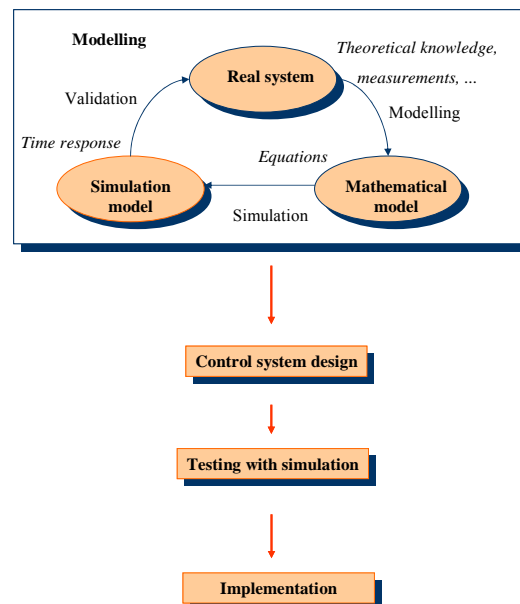 Modelling
Theoretical knowledge,
measurements, ...
Real system
Validation
Modelling
Time response
Equations
Simulation
model
Mathematical
model
Simulation
Control system design
Testing with simulation
Implementation